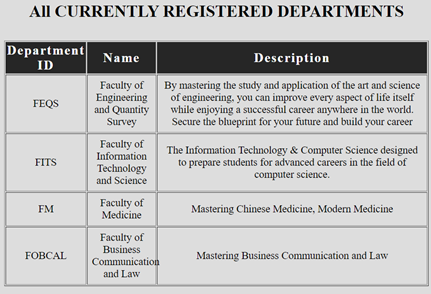 All CURRENTLY REGISTERED DEPARTMENTS
Department
ID
Name
Description
FEQS
Faculty of
Engineering
and Quantity
Survey
By mastering the study and application of the art and science
of engineering, you can improve every aspect of life itself
while enjoying a successful career anywhere in the world.
Secure the blueprint for your future and build your career
FITS
Faculty of
Information
Technology
and Science
The Information Technology & Computer Science designed
to prepare students for advanced careers in the field of
computer science.
FM
Faculty of
Medicine
Mastering Chinese Medicine, Modern Medicine
FOBCAL
Faculty of
Business
Communication
and Law
Mastering Business Communication and Law